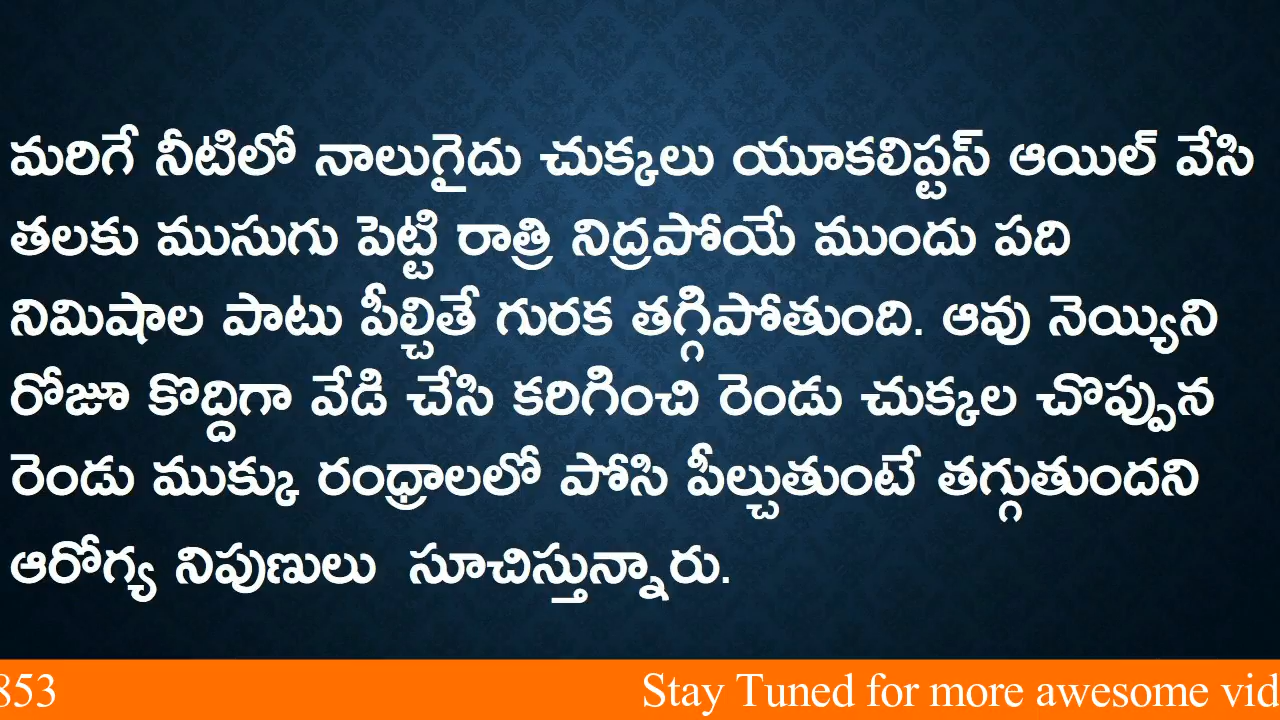 మరిగే నీటిలో నాలుగైదు చుక్కలు యూకలిప్టస్ ఆయిల్ వేసి
తలకు ముసుగు పెట్టి రాత్రి నిద్రపోయే ముందు పది
నిమిషాల పాటు పీల్చితే గురక తగ్గిపోతుంది. ఆవు నెయ్యిని
రోజూ కొద్దిగా వేడి చేసి కరిగించి రెండు చుక్కల చొప్పున
రెండు ముక్కు రంధ్రాలలో పోసి పీల్చుతుంటే తగ్గుతుందని
ఆరోగ్య నిపుణులు సూచిస్తున్నారు.
853 Stay Tuned for more awesome vid